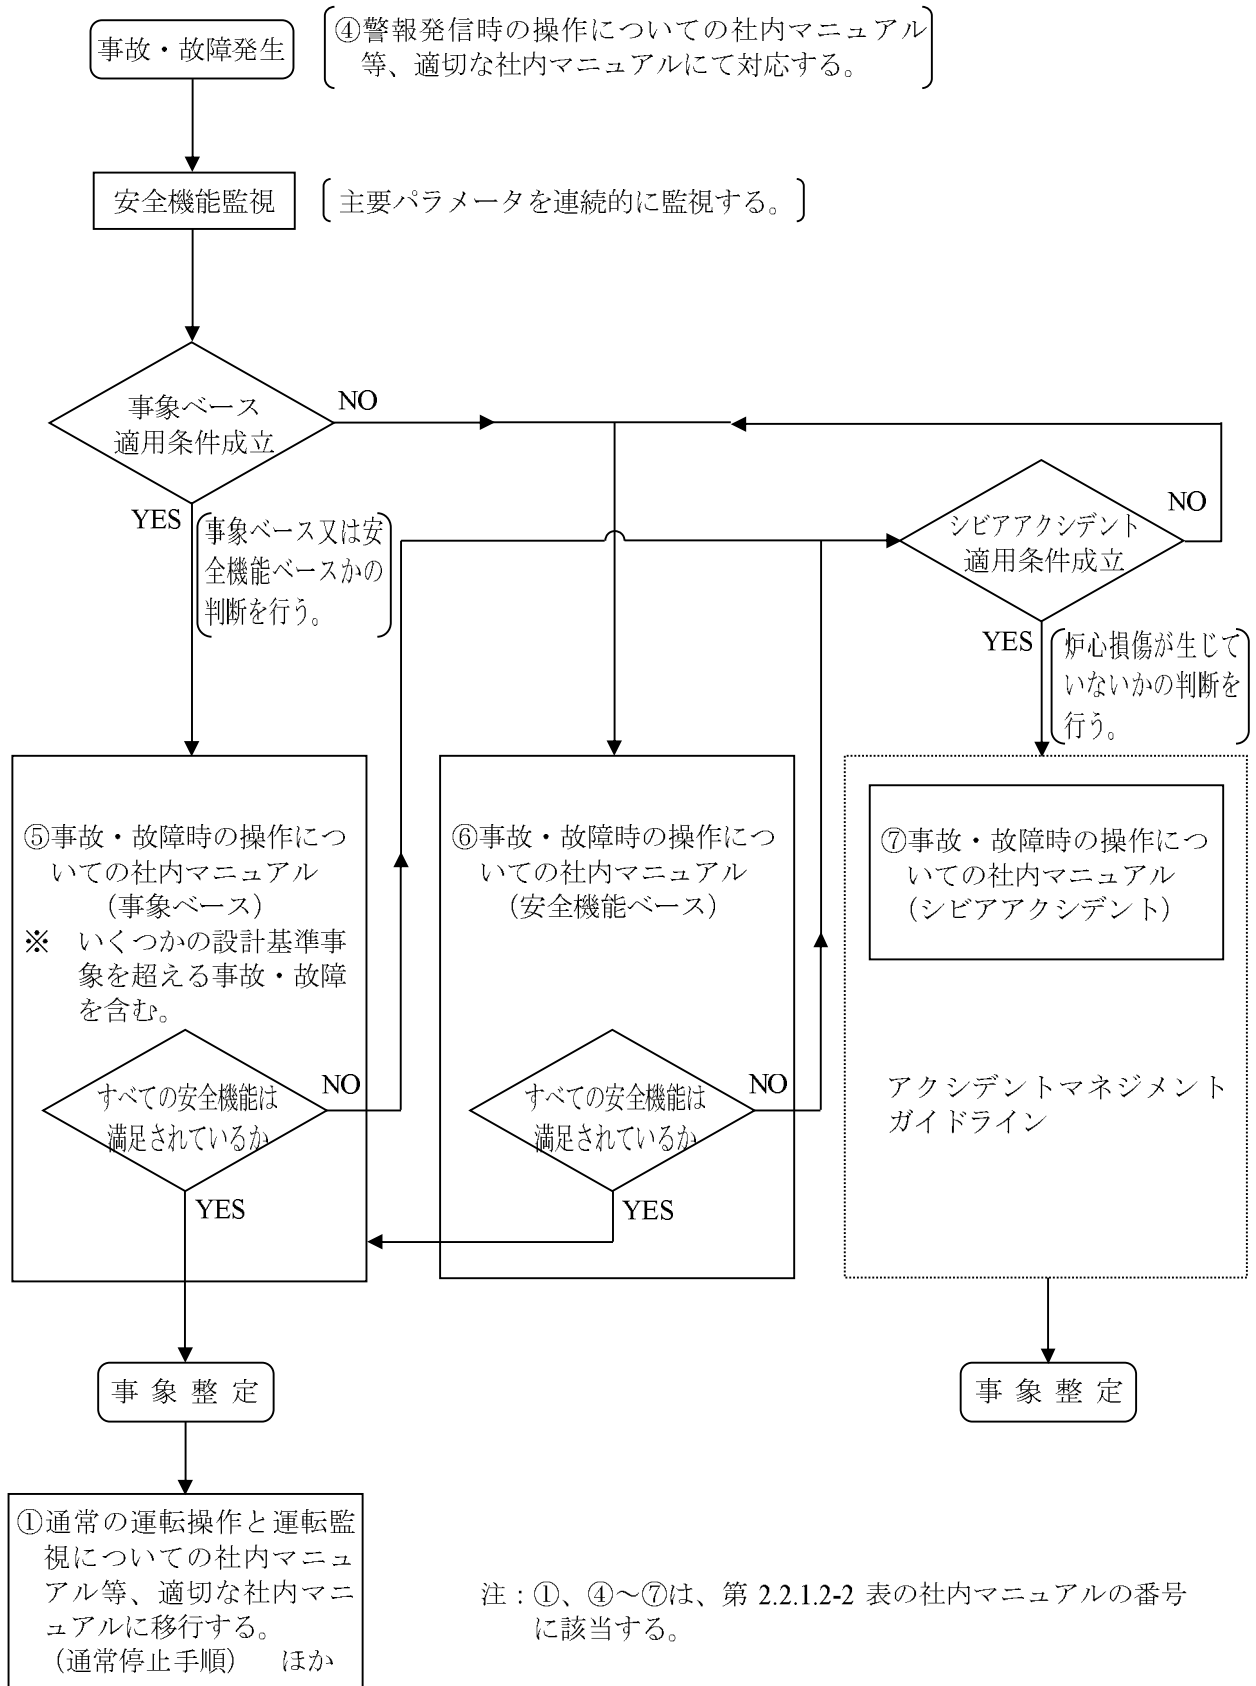 事故・故障発生
④警報発信時の操作についての社内マニュアル
等、適切な社内マニュアルにて対応する。
安全機能監視
主要パラメータを連続的に監視する。
事象ベース
適用条件成立
NO
YES
事象ベース又は安
全機能ベースかの
判断を行う。
シビアアクシデント
適用条件成立
NO
YES
炉心損傷が生じて
いないかの判断を
行う。
⑤事故・故障時の操作につ
いての社内マニュアル
（事象ベース）
※ いくつかの設計基準事
象を超える事故・故障
を含む。
すべての安全機能は
満足されているか
NO
YES
⑥事故・故障時の操作につ
いての社内マニュアル
（安全機能ベース）
すべての安全機能は
満足されているか
NO
YES
⑦事故・故障時の操作につ
いての社内マニュアル
（シビアアクシデント）
アクシデントマネジメント
ガイドライン
事象整定
事象整定
①通常の運転操作と運転監
視についての社内マニュ
アル等、適切な社内マニ
ュアルに移行する。
（通常停止手順） ほか
注：①、④～⑦は、第 2.2.1.2-2 表の社内マニュアルの番号
に該当する。